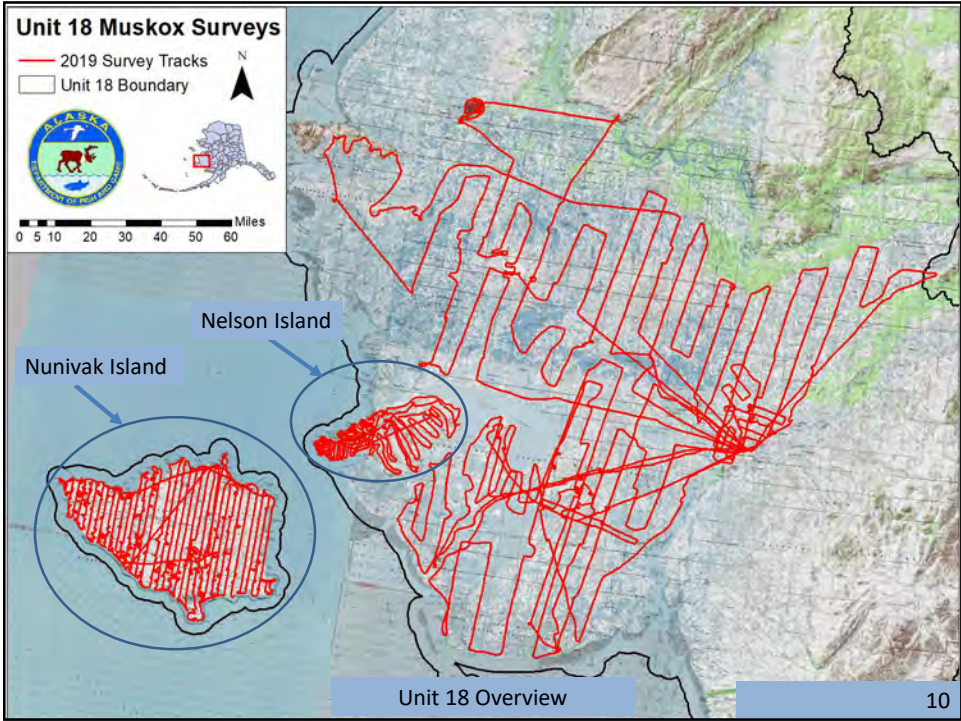 Unit 18 Muskox Surveys
2019 Survey Tracks
Unit 18 Boundary
N
ALASKA
DEPARTMENT OF FISH AND GAME
Miles
0 5 10 20 30 40 50 60
Nelson Island
Nunivak Island
Unit 18 Overview
10